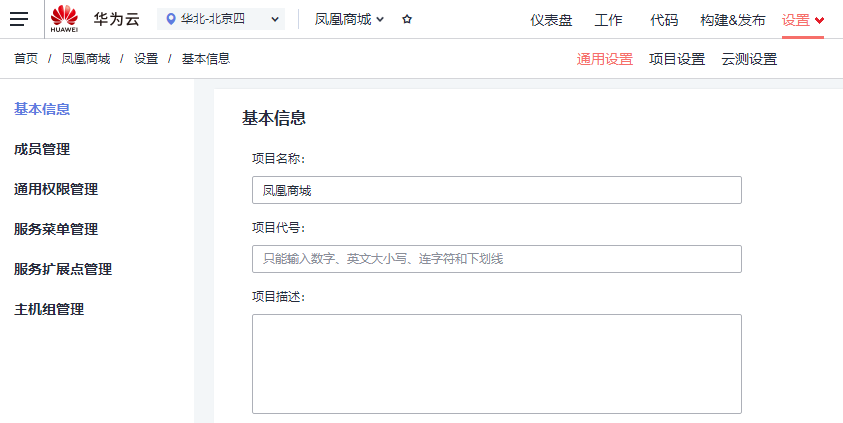 HUAWEI 华为云 华北-北京四 凤凰商城 仪表盘 工作 代码 构建&发布 设置
首页 / 凤凰商城 / 设置 / 基本信息 通用设置 项目设置 云测设置
基本信息
成员管理
通用权限管理
服务菜单管理
服务扩展点管理
主机组管理
基本信息
项目名称:
凤凰商城
项目代号:
只能输入数字、英文大小写、连字符和下划线
项目描述: